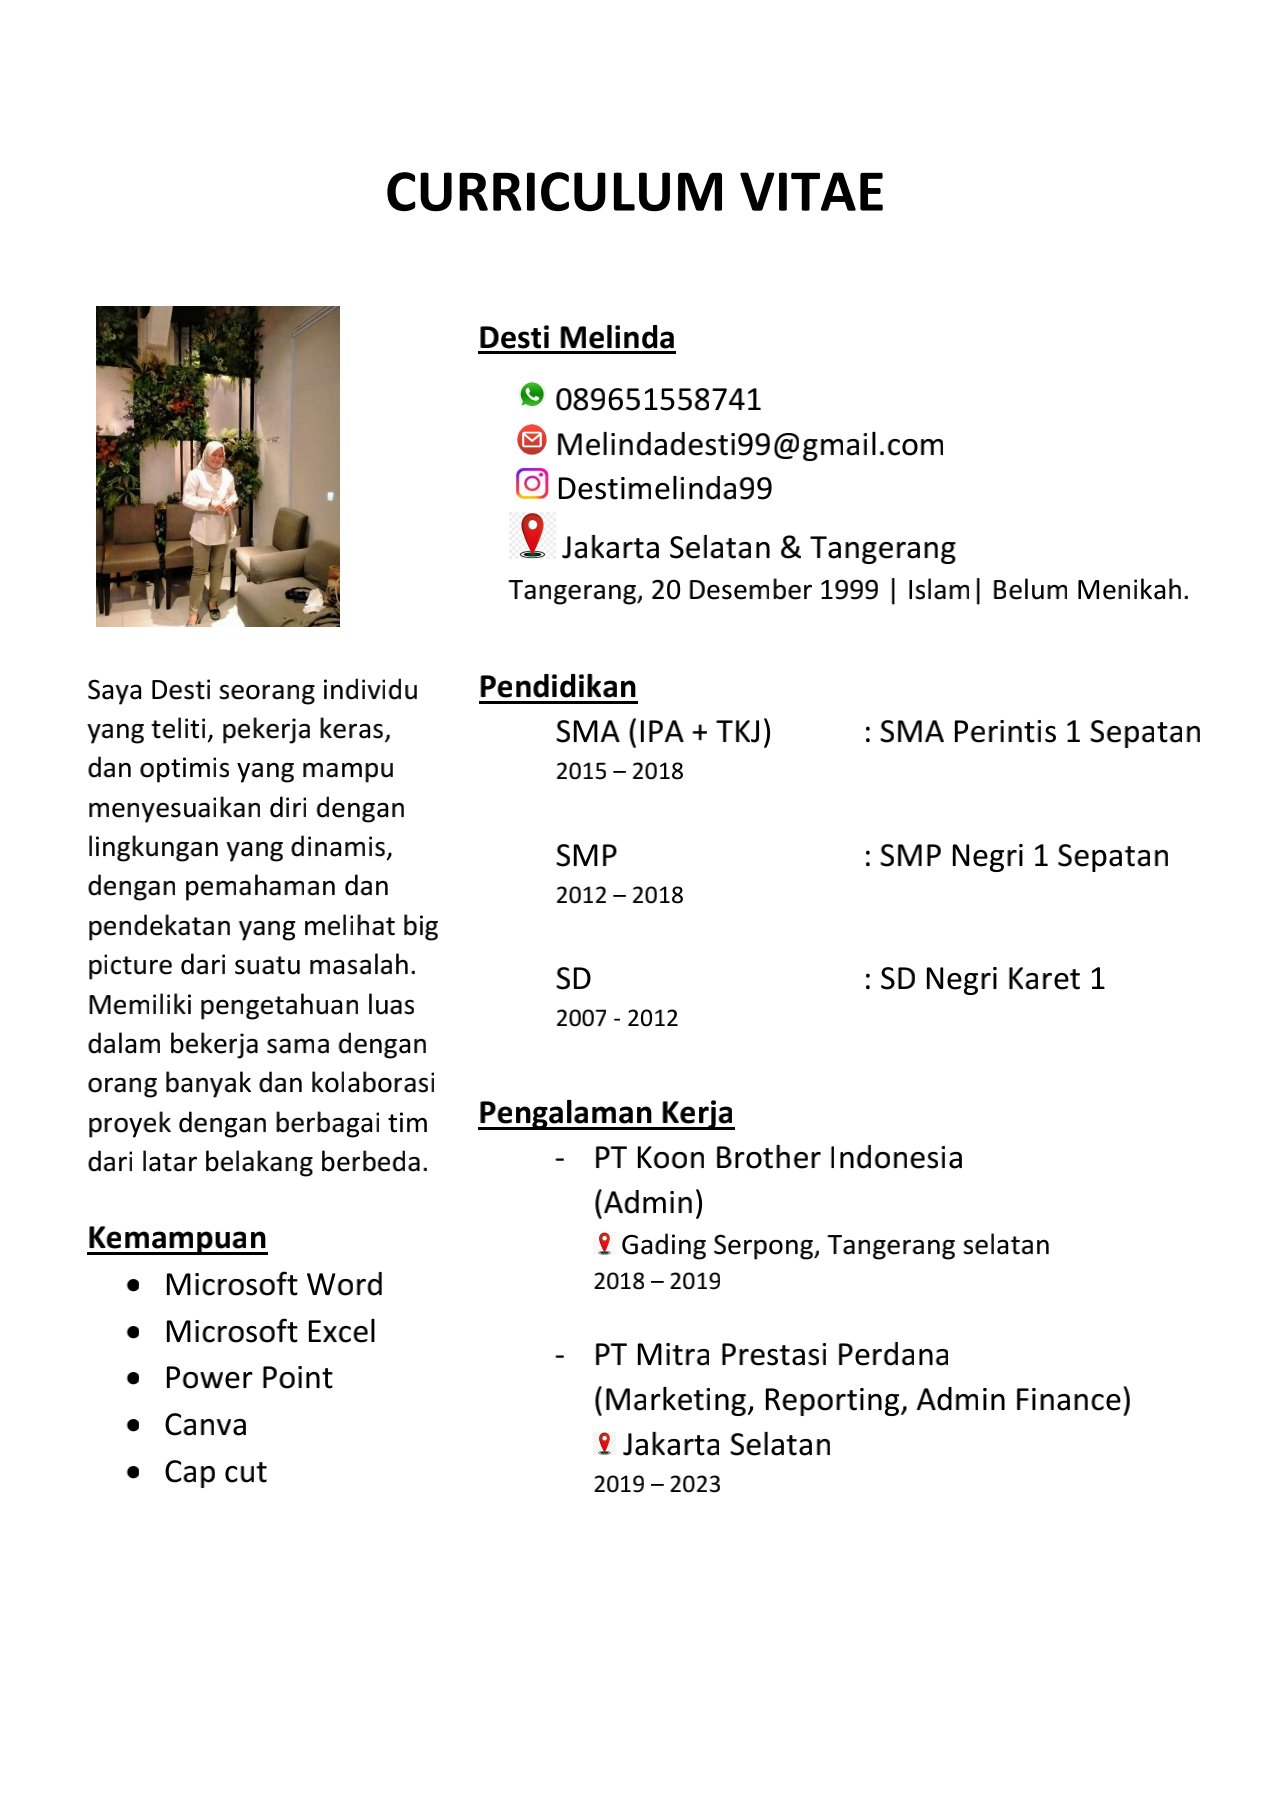 CURRICULUM VITAE
Desti Melinda
089651558741
Melindadesti99@gmail.com
Destimelinda99
Jakarta Selatan & Tangerang
Tangerang, 20 Desember 1999 | Islam| Belum Menikah.
Saya Desti seorang individu
yang teliti, pekerja keras,
dan optimis yang mampu
menyesuaikan diri dengan
lingkungan yang dinamis,
dengan pemahaman dan
pendekatan yang melihat big
picture dari suatu masalah.
Memiliki pengetahuan luas
dalam bekerja sama dengan
orang banyak dan kolaborasi
proyek dengan berbagai tim
dari latar belakang berbeda.
Kemampuan
• Microsoft Word
• Microsoft Excel
• Power Point
• Canva
• Cap cut
Pendidikan
SMA (IPA + TKJ) : SMA Perintis 1 Sepatan
2015 – 2018
SMP : SMP Negri 1 Sepatan
2012 – 2018
SD : SD Negri Karet 1
2007 - 2012
Pengalaman Kerja
- PT Koon Brother Indonesia
(Admin)
Gading Serpong, Tangerang selatan
2018 – 2019
- PT Mitra Prestasi Perdana
(Marketing, Reporting, Admin Finance)
Jakarta Selatan
2019 – 2023